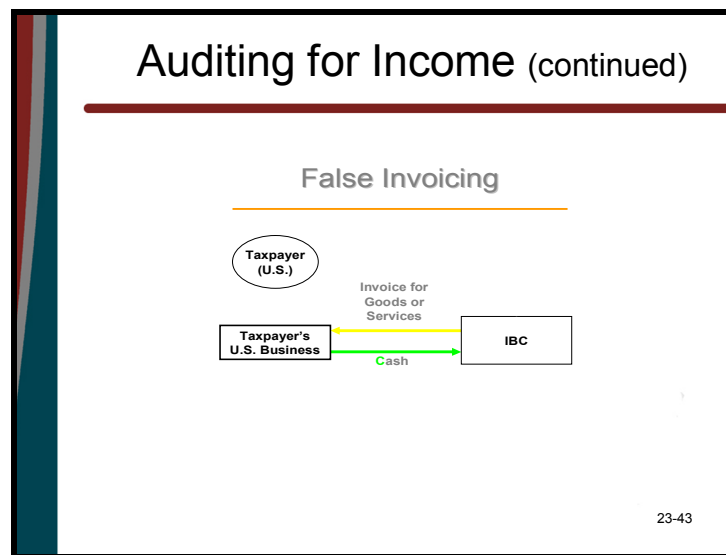 Auditing for Income (continued)
False Invoicing
Taxpayer
(U.S.)
Invoice for
Goods or
Services
Taxpayer's
U.S. Business
IBC
Cash
23-43